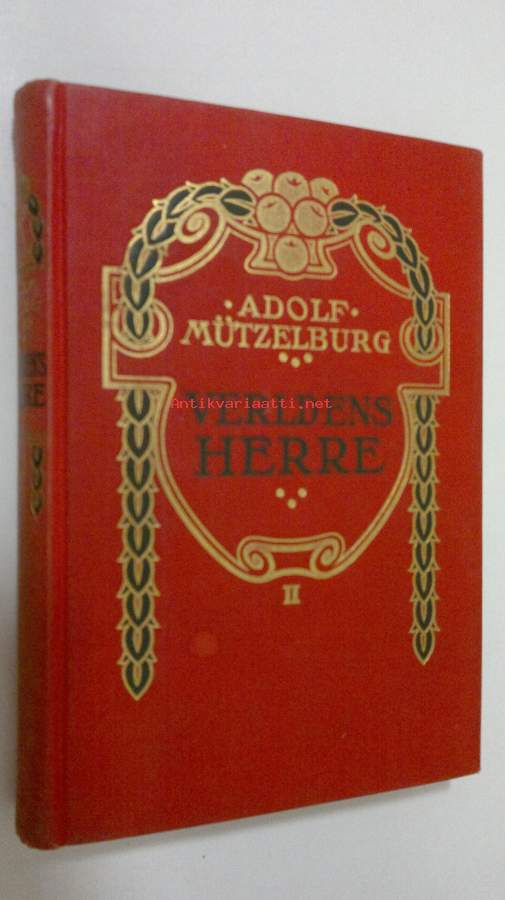 ·ADOLF·
MÜTZELBURG
VERLDENS
HERRE
II
Antikvariaatti.net